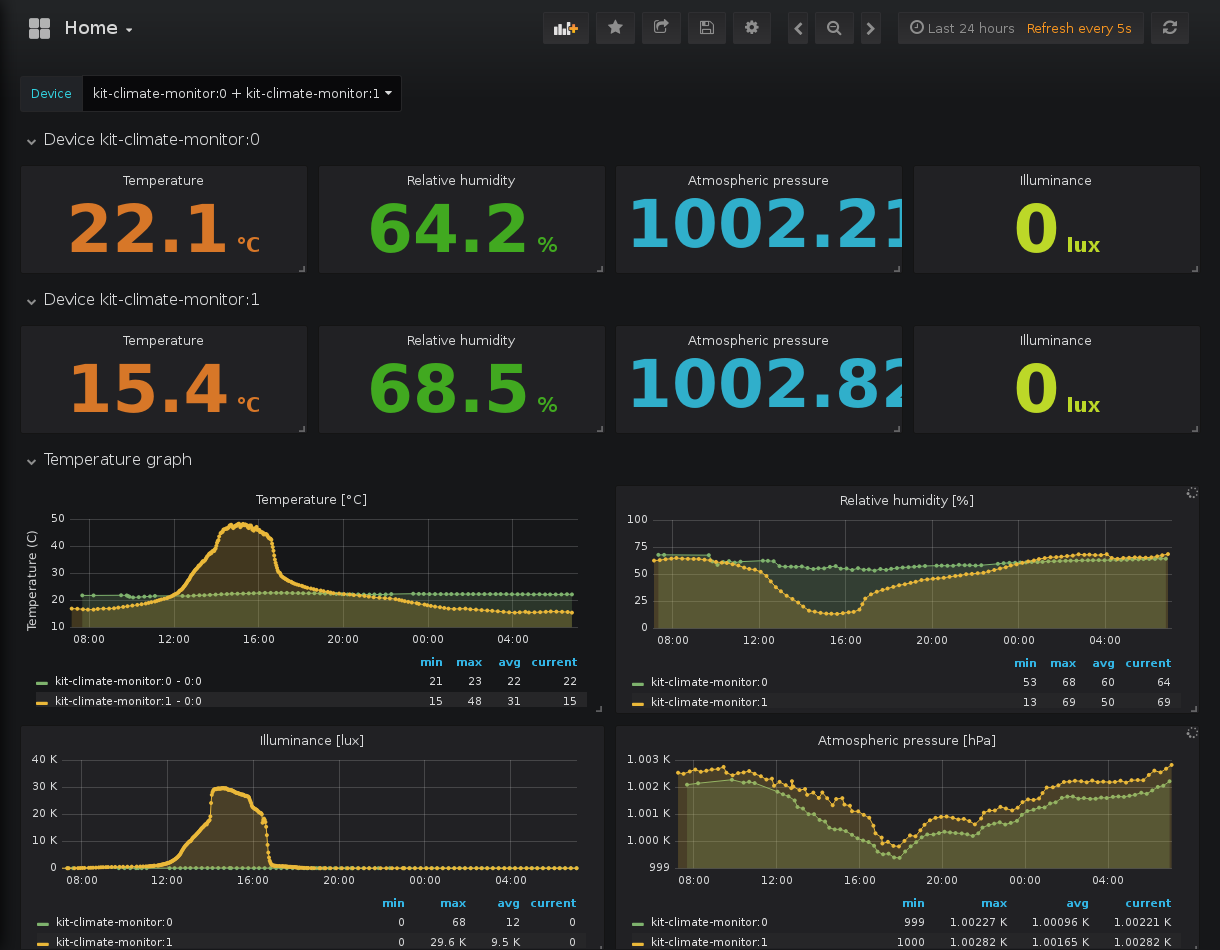 Home
Last 24 hours Refresh every 5s
Device kit-climate-monitor:0 + kit-climate-monitor:1
Device kit-climate-monitor:0
Temperature Relative humidity Atmospheric pressure Illuminance
22.1 °C 64.2 % 1002.21 0 lux
Device kit-climate-monitor:1
Temperature Relative humidity Atmospheric pressure Illuminance
15.4 °C 68.5 % 1002.82 0 lux
Temperature graph
Temperature [°C]
Temperature (C)
50
40
30
20
10
08:00 12:00 16:00 20:00 00:00 04:00
min max avg current
kit-climate-monitor:0 - 0:0 21 23 22 22
kit-climate-monitor:1 - 0:0 15 48 31 15
Relative humidity [%]
100
75
50
25
0
08:00 12:00 16:00 20:00 00:00 04:00
min max avg current
kit-climate-monitor:0 53 68 60 64
kit-climate-monitor:1 13 69 50 69
Illuminance [lux]
40 K
30 K
20 K
10 K
0
08:00 12:00 16:00 20:00 00:00 04:00
min max avg current
kit-climate-monitor:0 0 68 12 0
kit-climate-monitor:1 0 29.6 K 9.5 K 0
Atmospheric pressure [hPa]
1.003 K
1.002 K
1.001 K
1.000 K
999
08:00 12:00 16:00 20:00 00:00 04:00
min max avg current
kit-climate-monitor:0 999 1.00227 K 1.00096 K 1.00221 K
kit-climate-monitor:1 1000 1.00282 K 1.00165 K 1.00282 K